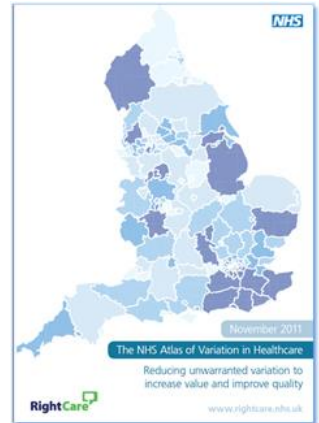 NHS
November 2011
The NHS Atlas of Variation in Healthcare
Reducing unwarranted variation to
increase value and improve quality
RightCare
www.rightcare.nhs.uk